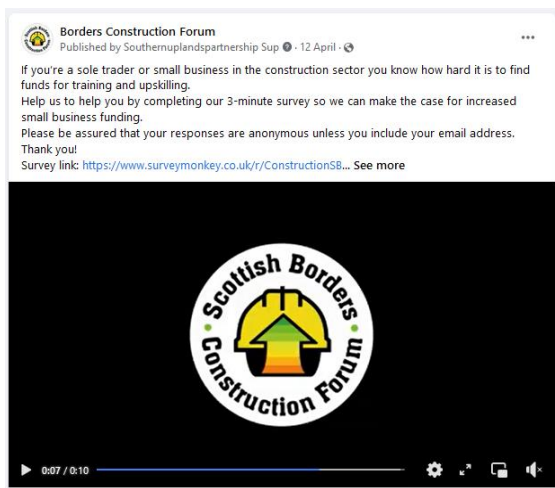 Borders Construction Forum
Published by Southernuplandspartnership Sup · 12 April ·
If you're a sole trader or small business in the construction sector you know how hard it is to find
funds for training and upskilling.
Help us to help you by completing our 3-minute survey so we can make the case for increased
small business funding.
Please be assured that your responses are anonymous unless you include your email address.
Thank you!
Survey link: https://www.surveymonkey.co.uk/r/ConstructionSB... See more
Scottish Borders
Construction Forum
0:07 / 0:10